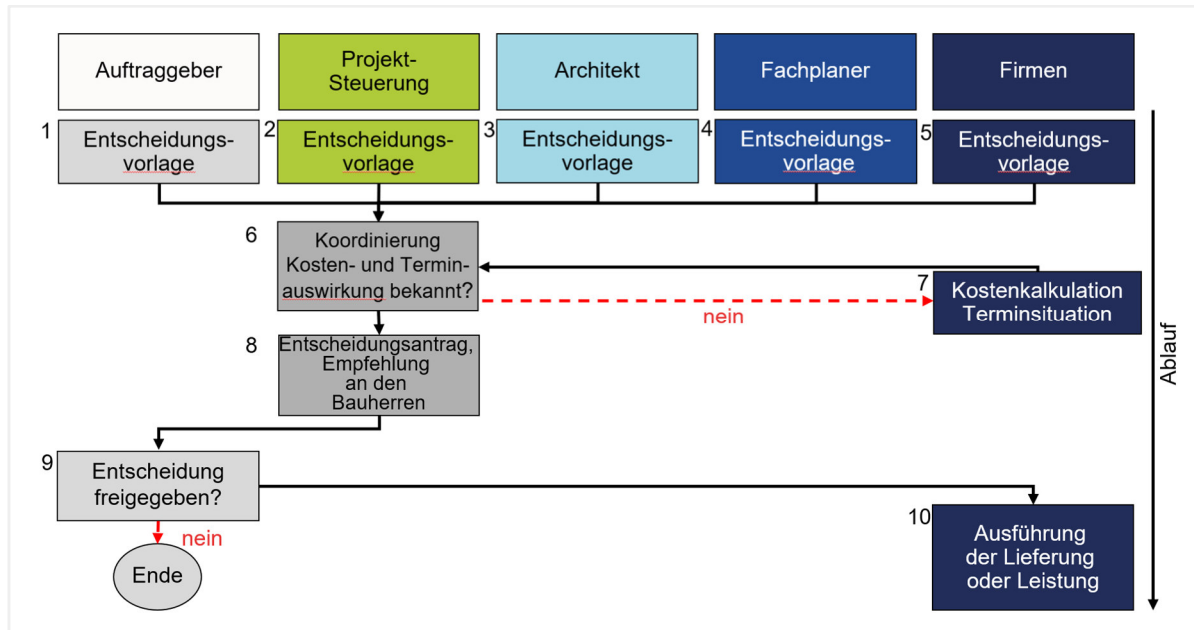 Auftraggeber
Projekt-
Steuerung
Architekt
Fachplaner
Firmen
1
Entscheidungs-
vorlage
2
Entscheidungs-
vorlage
3
Entscheidungs-
vorlage
4
Entscheidungs-
vorlage
5
Entscheidungs-
vorlage
6
Koordinierung
Kosten- und Termin-
auswirkung bekannt?
nein
7
Kostenkalkulation
Terminsituation
8
Entscheidungsantrag,
Empfehlung
an den
Bauherren
9
Entscheidung
freigegeben?
nein
Ende
10
Ausführung
der Lieferung
oder Leistung
Ablauf